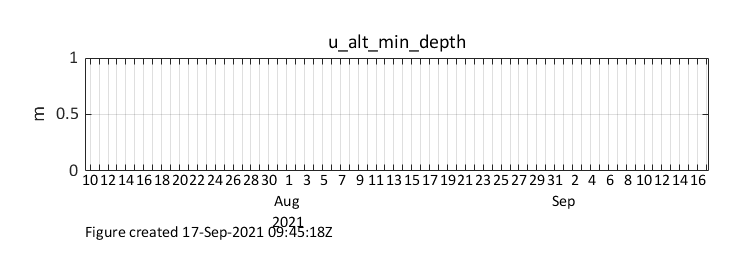 u_alt_min_depth
1
m
0.5
0
10 12 14 16 18 20 22 24 26 28 30 1 3 5 7 9 11 13 15 17 19 21 23 25 27 29 31 2 4 6 8 10 12 14 16
Aug Sep
2021
Figure created 17-Sep-2021 09:45:18Z